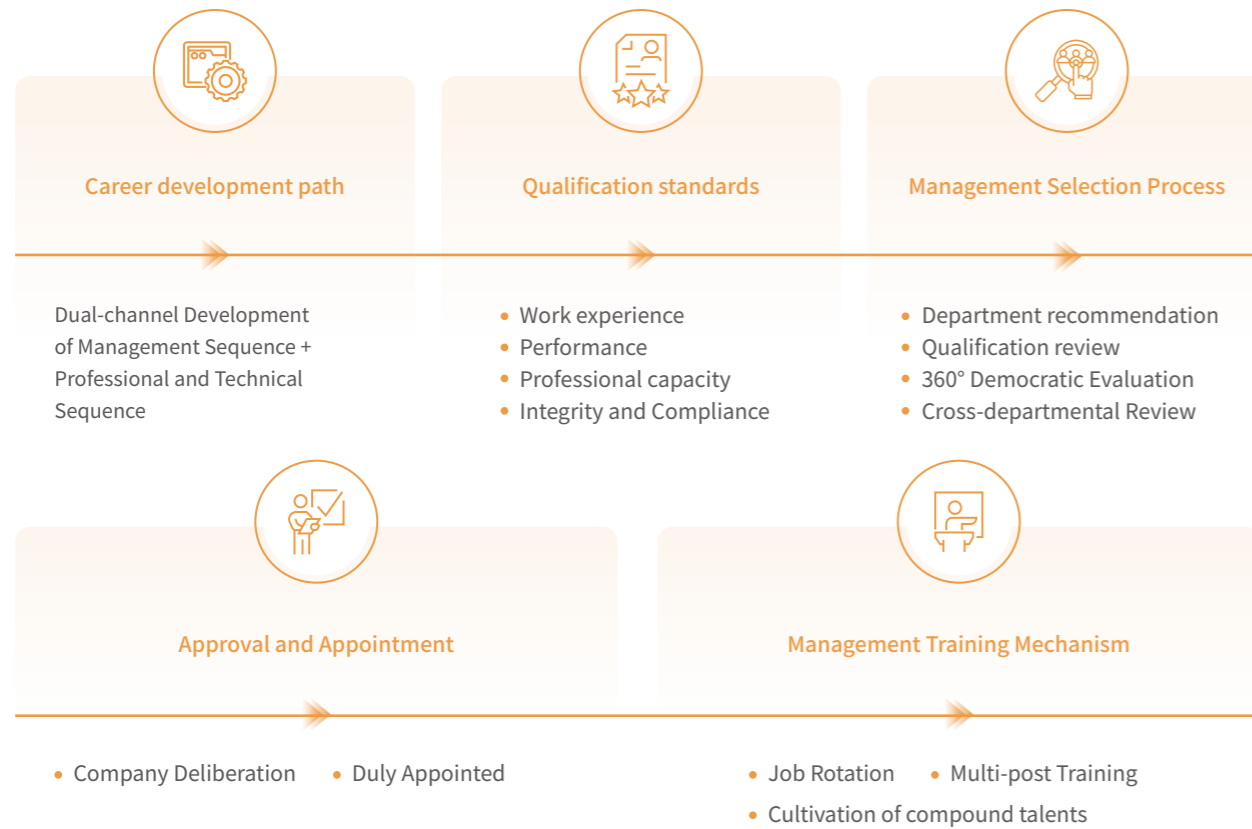 Career development path
Qualification standards
Management Selection Process
Dual-channel Development
of Management Sequence +
Professional and Technical
Sequence
• Work experience
• Performance
• Professional capacity
• Integrity and Compliance
• Department recommendation
• Qualification review
• 360° Democratic Evaluation
• Cross-departmental Review
Approval and Appointment
Management Training Mechanism
• Company Deliberation • Duly Appointed
• Job Rotation • Multi-post Training
• Cultivation of compound talents